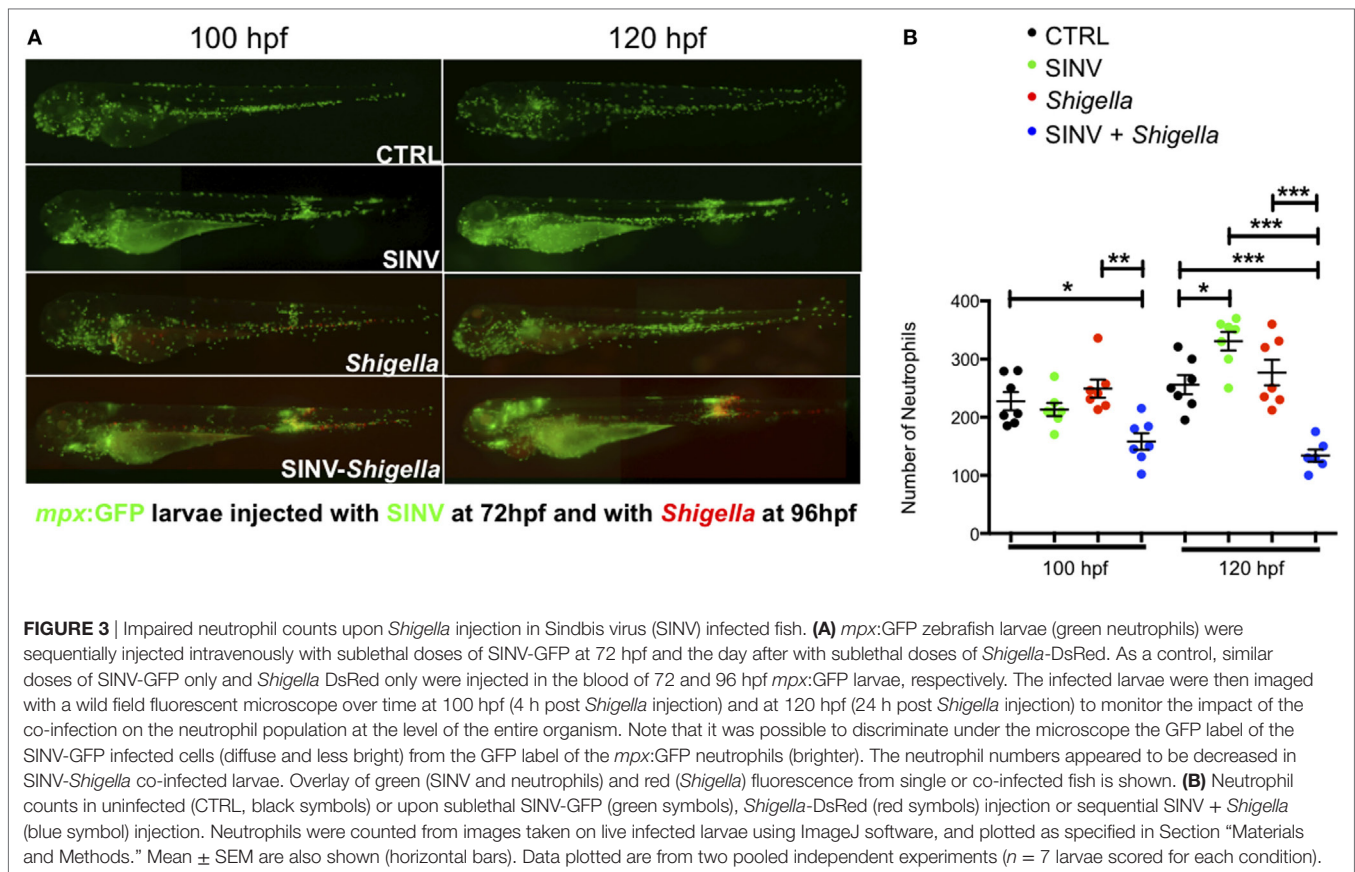 A
100 hpf
120 hpf
CTRL
SINV
Shigella
SINV-Shigella
mpx:GFP larvae injected with SINV at 72hpf and with Shigella at 96hpf
B
CTRL
SINV
Shigella
SINV + Shigella
***
***
**
***
*
*
400
300
200
100
0
Number of Neutrophils
100 hpf
120 hpf
FIGURE 3 | Impaired neutrophil counts upon Shigella injection in Sindbis virus (SINV) infected fish. (A) mpx:GFP zebrafish larvae (green neutrophils) were
sequentially injected intravenously with sublethal doses of SINV-GFP at 72 hpf and the day after with sublethal doses of Shigella-DsRed. As a control, similar
doses of SINV-GFP only and Shigella DsRed only were injected in the blood of 72 and 96 hpf mpx:GFP larvae, respectively. The infected larvae were then imaged
with a wild field fluorescent microscope over time at 100 hpf (4 h post Shigella injection) and at 120 hpf (24 h post Shigella injection) to monitor the impact of the
co-infection on the neutrophil population at the level of the entire organism. Note that it was possible to discriminate under the microscope the GFP label of the
SINV-GFP infected cells (diffuse and less bright) from the GFP label of the mpx:GFP neutrophils (brighter). The neutrophil numbers appeared to be decreased in
SINV-Shigella co-infected larvae. Overlay of green (SINV and neutrophils) and red (Shigella) fluorescence from single or co-infected fish is shown. (B) Neutrophil
counts in uninfected (CTRL, black symbols) or upon sublethal SINV-GFP (green symbols), Shigella-DsRed (red symbols) injection or sequential SINV + Shigella
(blue symbol) injection. Neutrophils were counted from images taken on live infected larvae using ImageJ software, and plotted as specified in Section “Materials
and Methods.” Mean ± SEM are also shown (horizontal bars). Data plotted are from two pooled independent experiments (n = 7 larvae scored for each condition).